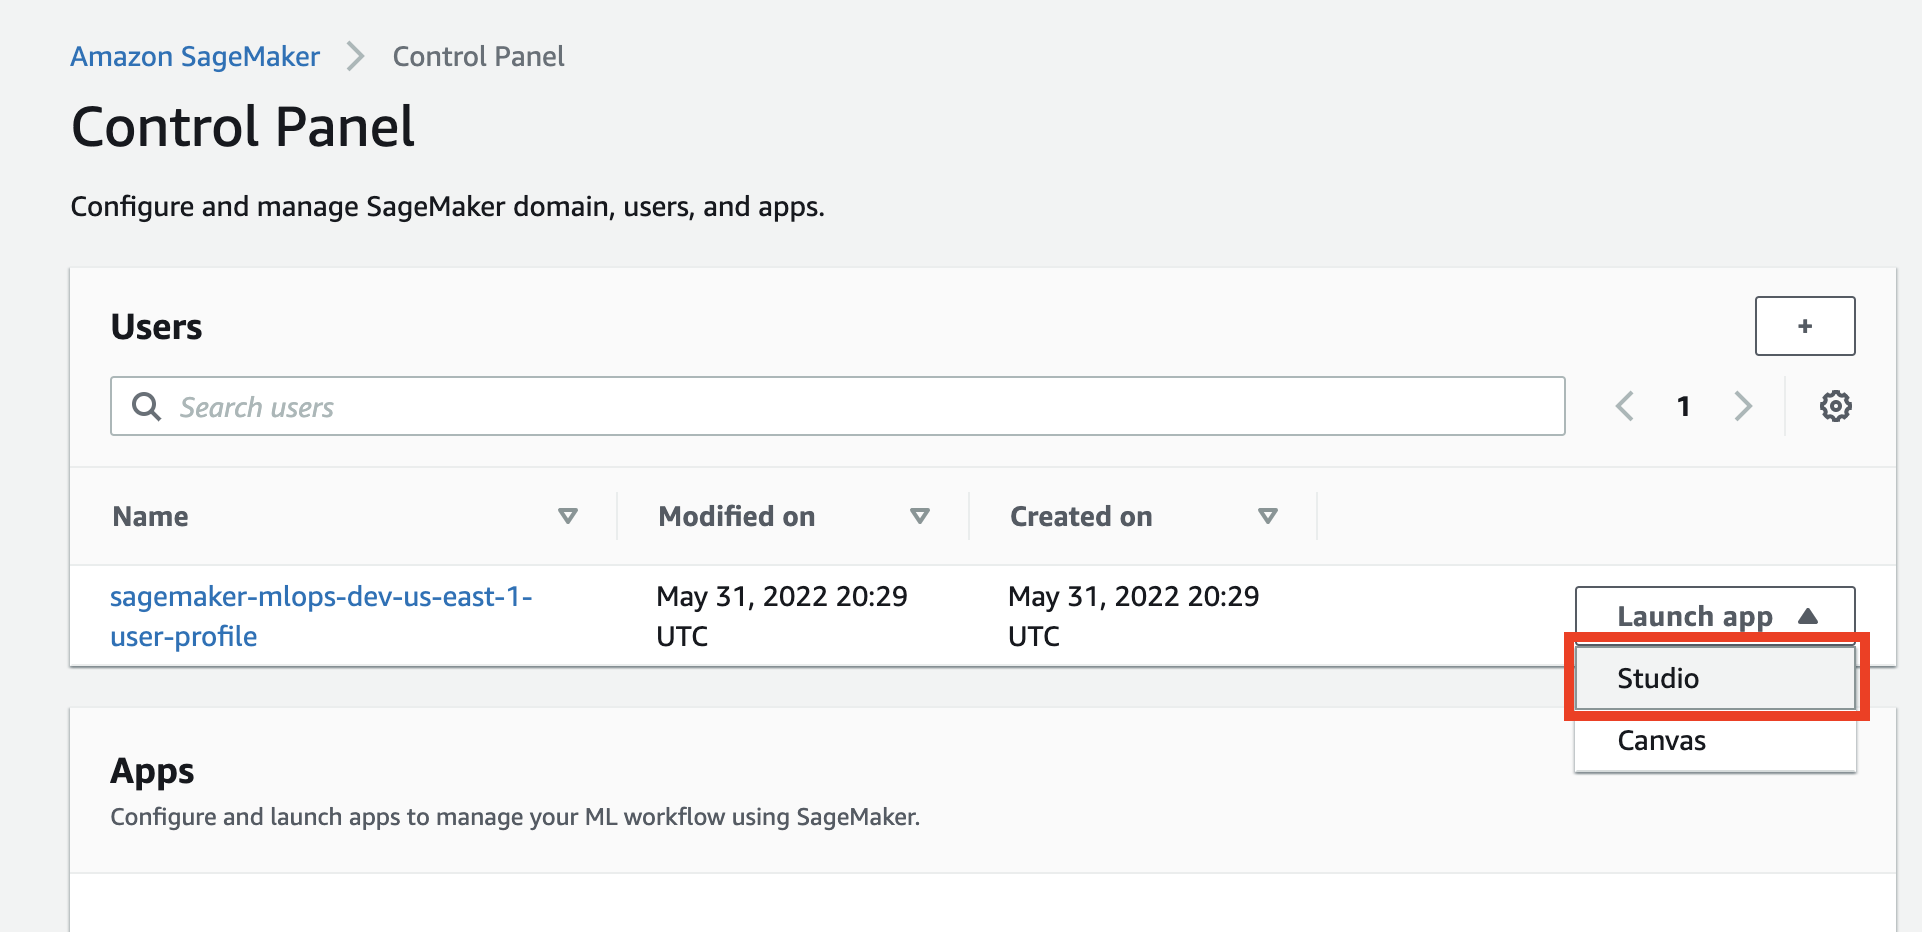 Amazon SageMaker > Control Panel
Control Panel
Configure and manage SageMaker domain, users, and apps.
Users
+
Search users
1
Name Modified on Created on
sagemaker-mlops-dev-us-east-1-
user-profile
May 31, 2022 20:29
UTC
May 31, 2022 20:29
UTC
Launch app
Studio
Canvas
Apps
Configure and launch apps to manage your ML workflow using SageMaker.